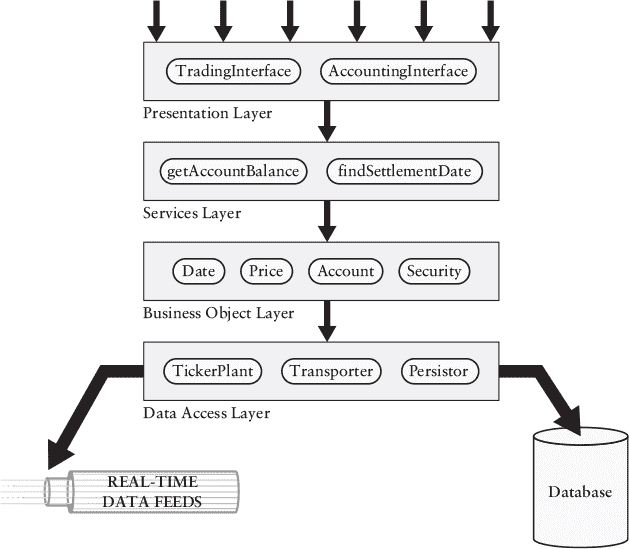 TradingInterface
AccountingInterface
Presentation Layer
getAccountBalance
findSettlementDate
Services Layer
Date
Price
Account
Security
Business Object Layer
TickerPlant
Transporter
Persistor
Data Access Layer
REAL-TIME
DATA FEEDS
Database